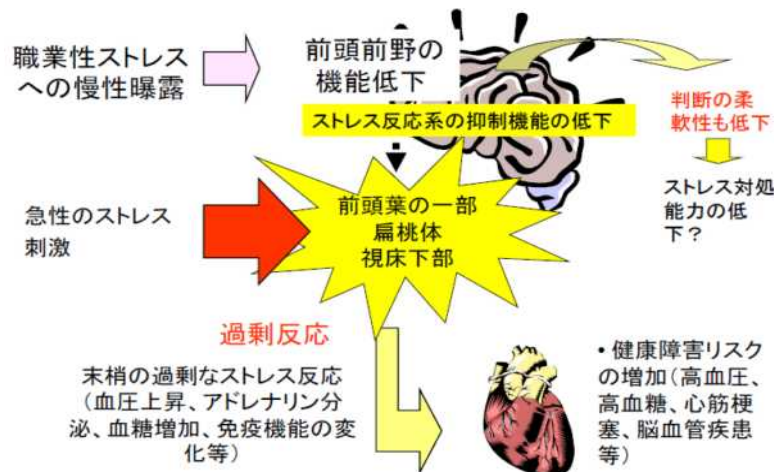 職業性ストレス
への慢性曝露
前頭前野の
機能低下
ストレス反応系の抑制機能の低下
判断の柔
軟性も低下
ストレス対処
能力の低
下？
急性のストレス
刺激
前頭葉の一部
扁桃体
視床下部
過剰反応
末梢の過剰なストレス反応
（血圧上昇、アドレナリン分
泌、血糖増加、免疫機能の変
化等）
• 健康障害リスク
の増加（高血圧、
高血糖、心筋梗
塞、脳血管疾患
等）